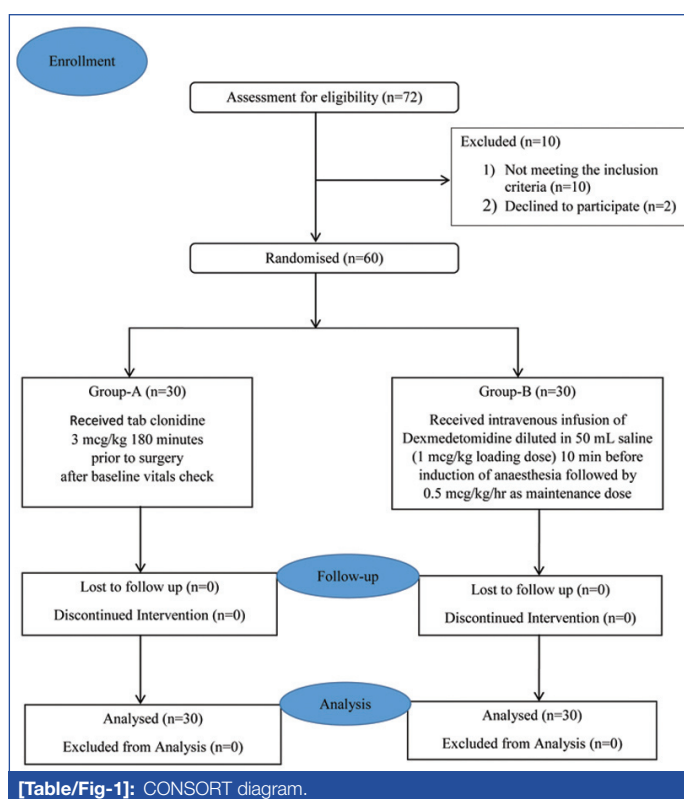 Enrollment
Assessment for eligibility (n=72)
Excluded (n=10)
1) Not meeting the inclusion
criteria (n=10)
2) Declined to participate (n=2)
Randomised (n=60)
Group-A (n=30)
Received tab clonidine
3 mcg/kg 180 minutes
prior to surgery
after baseline vitals check
Group-B (n=30)
Received intravenous infusion of
Dexmedetomidine diluted in 50 mL saline
(1 mcg/kg loading dose) 10 min before
induction of anaesthesia followed by
0.5 mcg/kg/hr as maintenance dose
Lost to follow up (n=0)
Discontinued Intervention (n=0)
Follow-up
Lost to follow up (n=0)
Discontinued Intervention (n=0)
Analysed (n=30)
Excluded from Analysis (n=0)
Analysis
Analysed (n=30)
Excluded from Analysis (n=0)
[Table/Fig-1]: CONSORT diagram.